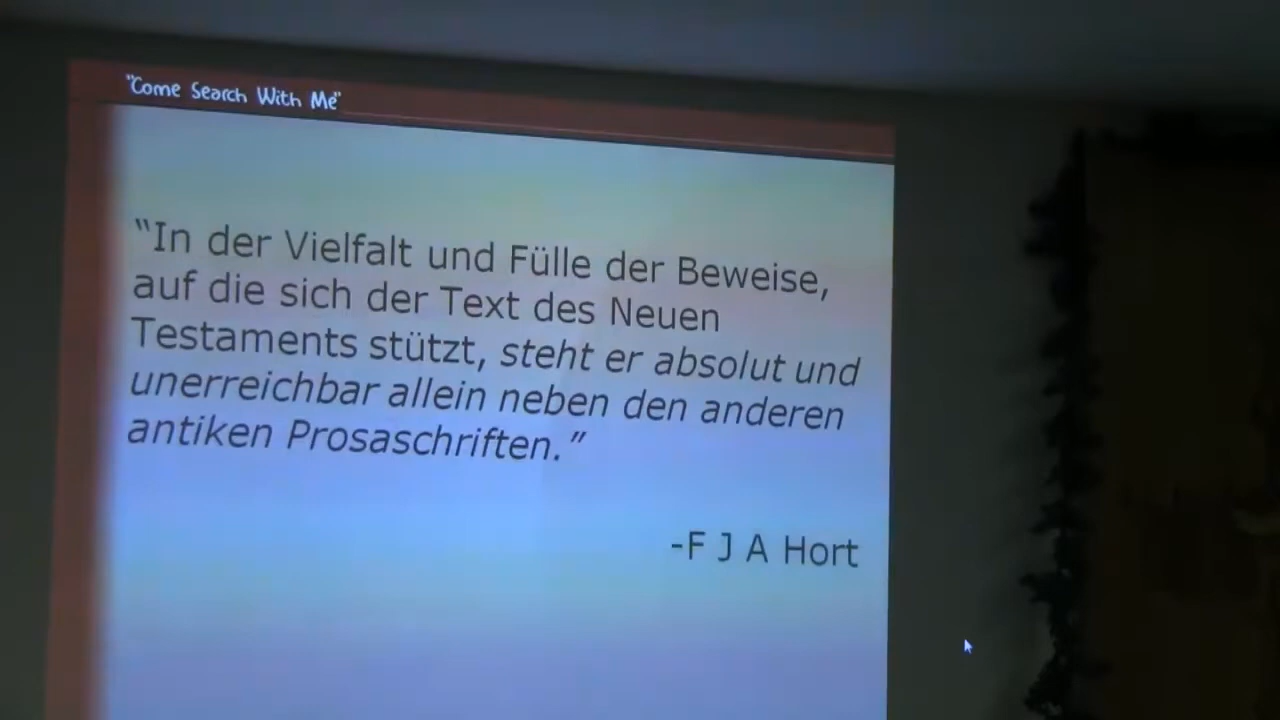 "Come Search With Me"
“In der Vielfalt und Fülle der Beweise,
auf die sich der Text des Neuen
Testaments stützt, steht er absolut und
unerreichbar allein neben den anderen
antiken Prosaschriften.”
-F J A Hort